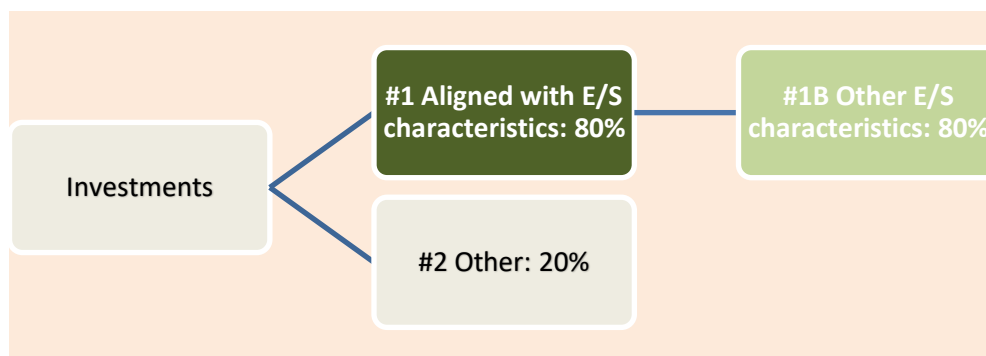 Investments
#1 Aligned with E/S
characteristics: 80%
#2 Other: 20%
#1B Other E/S
characteristics: 80%